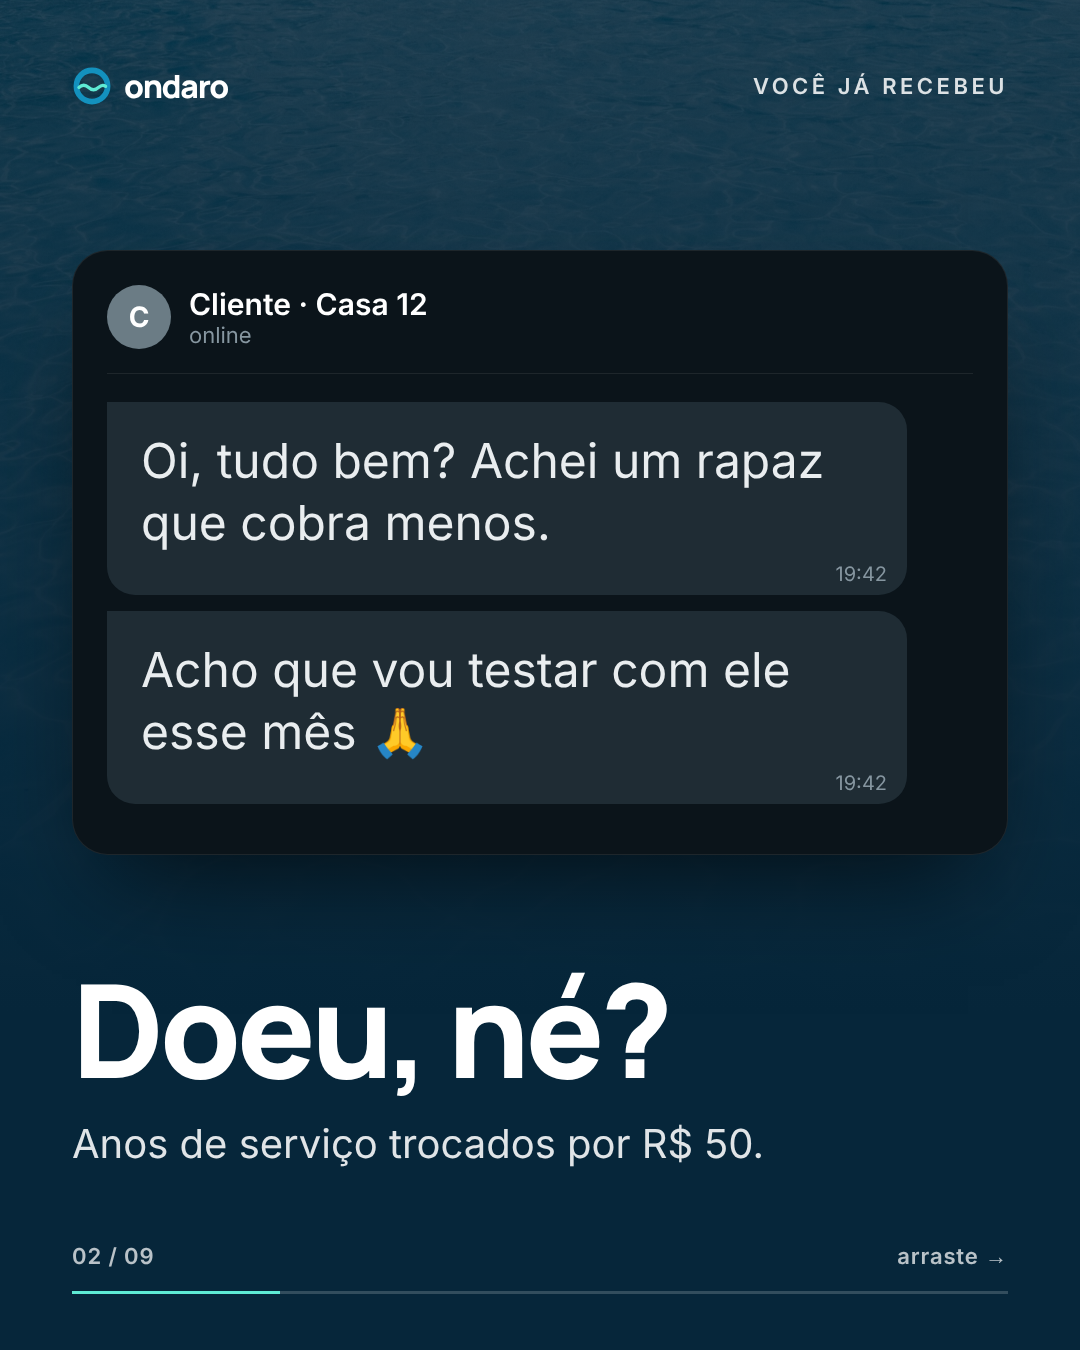 ondaro
VOCÊ JÁ RECEBEU
C
Cliente · Casa 12
online
Oi, tudo bem? Achei um rapaz
que cobra menos.
19:42
Acho que vou testar com ele
esse mês 🙏
19:42
Doeu, né?
Anos de serviço trocados por R$ 50.
02 / 09
arraste →